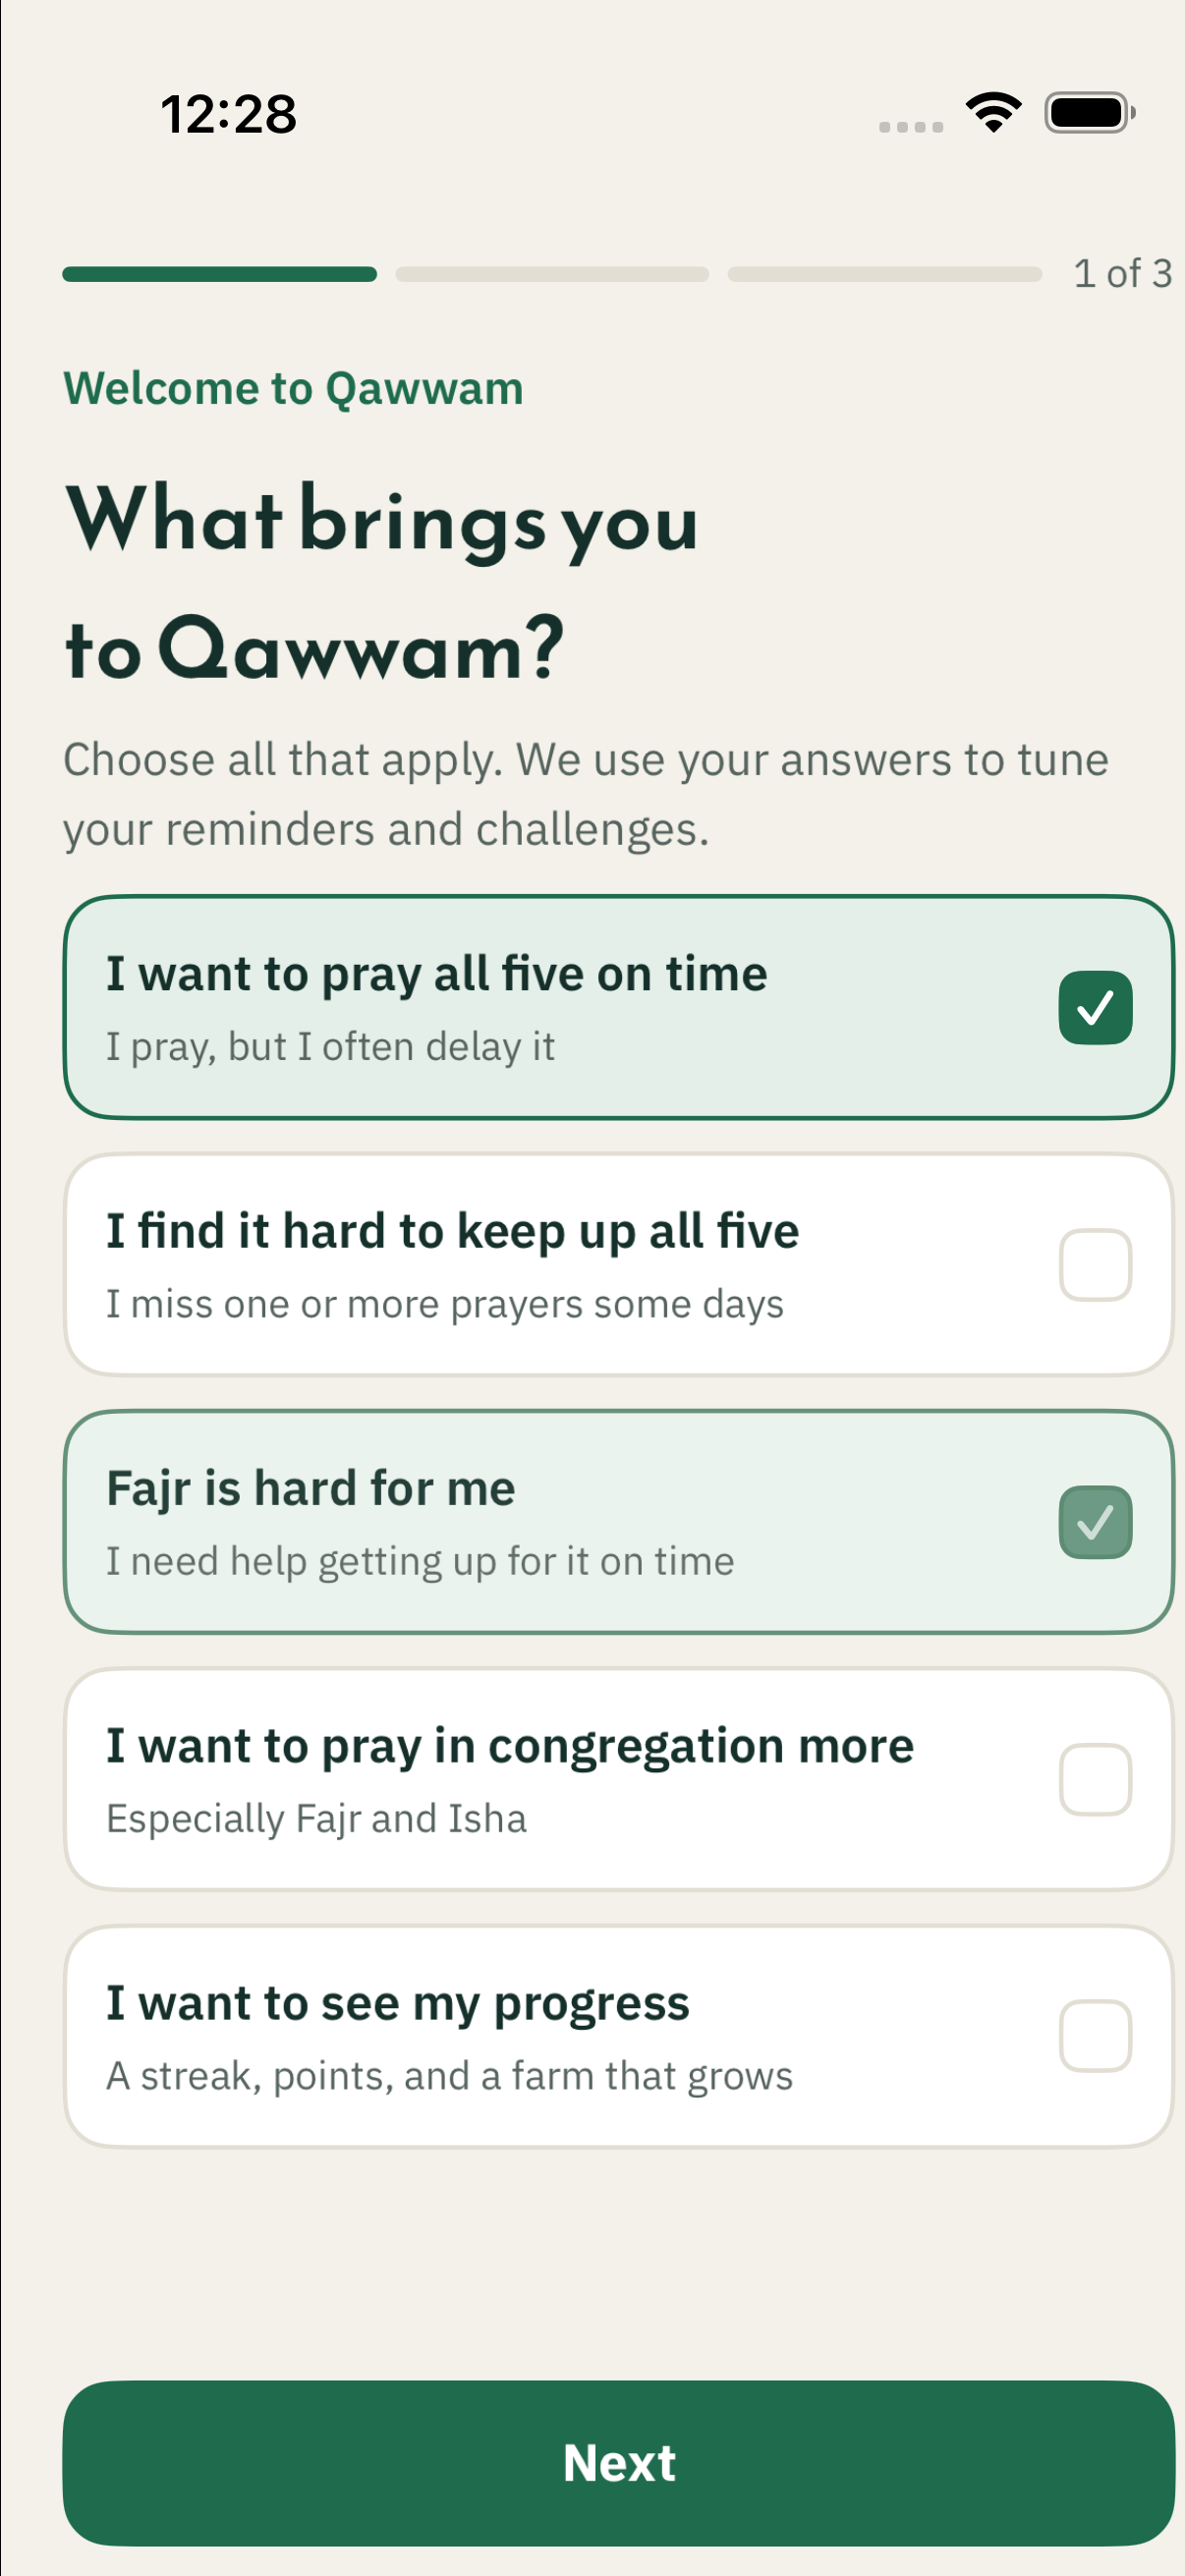 12:28
1 of 3
Welcome to Qawwam
What brings you
to Qawwam?
Choose all that apply. We use your answers to tune
your reminders and challenges.
I want to pray all five on time
I pray, but I often delay it
I find it hard to keep up all five
I miss one or more prayers some days
Fajr is hard for me
I need help getting up for it on time
I want to pray in congregation more
Especially Fajr and Isha
I want to see my progress
A streak, points, and a farm that grows
Next